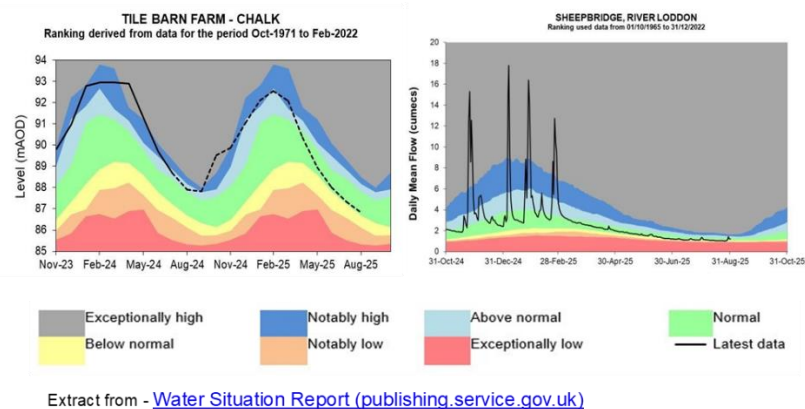 TILE BARN FARM - CHALK
Ranking derived from data for the period Oct-1971 to Feb-2022
Level (mAOD)
94
93
92
91
90
89
88
87
86
85
Nov-23 Feb-24 May-24 Aug-24 Nov-24 Feb-25 May-25 Aug-25
SHEEPBRIDGE, RIVER LODDON
Ranking used data from 01/10/1965 to 31/12/2022
Daily Mean Flow (cumecs)
20
18
16
14
12
10
8
6
4
2
0
31-Oct-24 31-Dec-24 28-Feb-25 30-Apr-25 30-Jun-25 31-Aug-25 31-Oct-25
Exceptionally high Notably high Above normal Normal
Below normal Notably low Exceptionally low Latest data
Extract from - Water Situation Report (publishing.service.gov.uk)